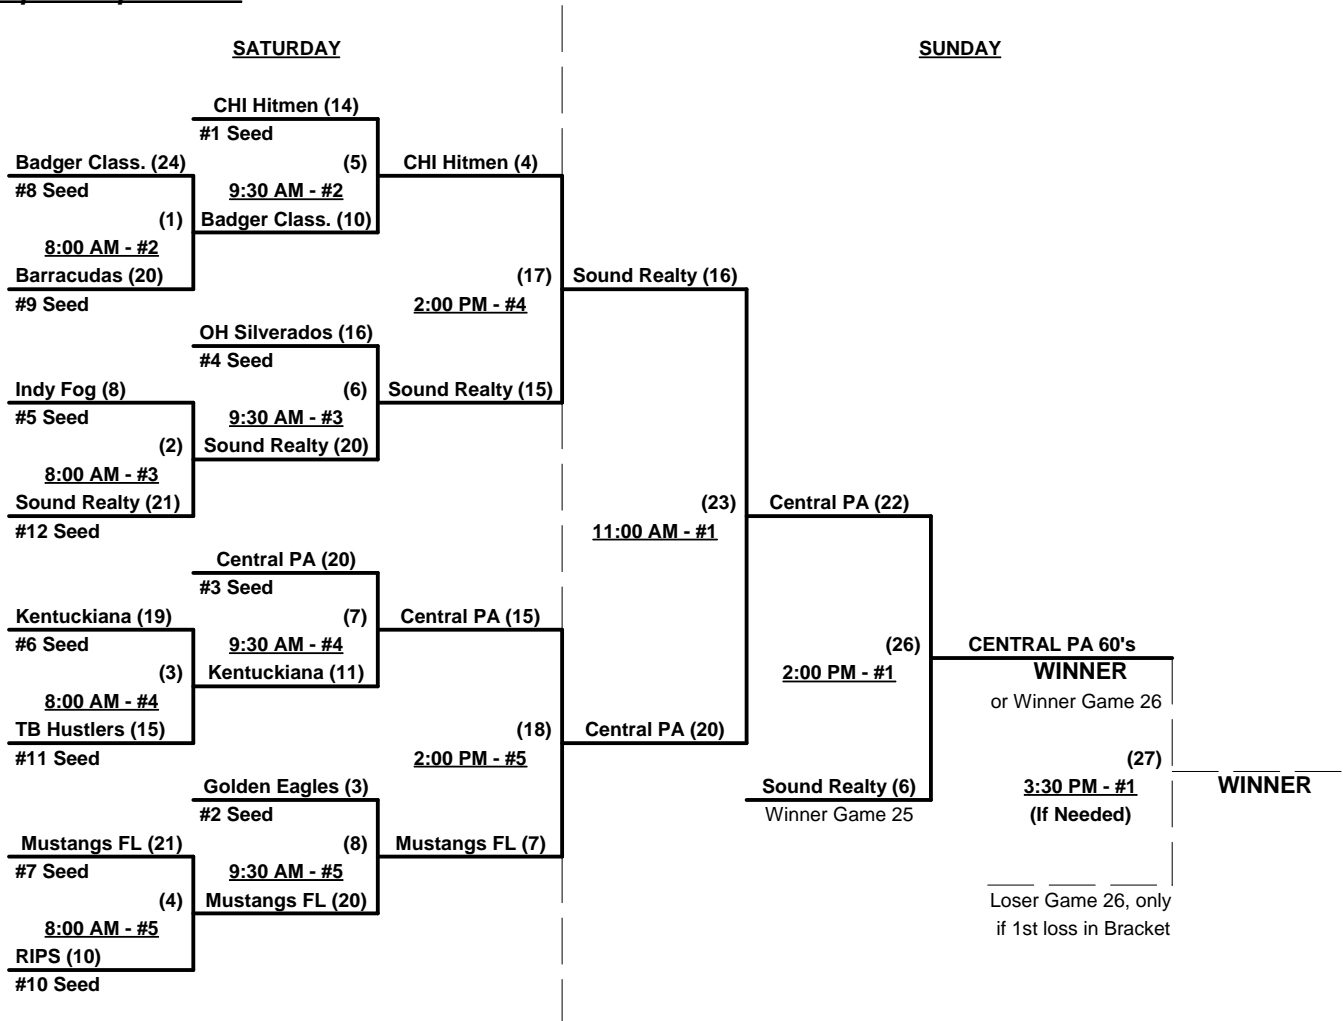 SATURDAY
SUNDAY
CHI Hitmen (14)
#1 Seed
Badger Class. (24)
(5)
CHI Hitmen (4)
#8 Seed
9:30 AM - #2
(1)
Badger Class. (10)
8:00 AM - #2
Barracudas (20)
(17)
Sound Realty (16)
#9 Seed
2:00 PM - #4
OH Silverados (16)
#4 Seed
Indy Fog (8)
(6)
Sound Realty (15)
#5 Seed
9:30 AM - #3
(2)
Sound Realty (20)
8:00 AM - #3
Sound Realty (21)
(23)
Central PA (22)
#12 Seed
11:00 AM - #1
Central PA (20)
#3 Seed
Kentuckiana (19)
(7)
Central PA (15)
#6 Seed
9:30 AM - #4
(26)
CENTRAL PA 60's
(3)
Kentuckiana (11)
2:00 PM - #1
WINNER
8:00 AM - #4
or Winner Game 26
TB Hustlers (15)
(18)
Central PA (20)
#11 Seed
2:00 PM - #5
(27)
Golden Eagles (3)
Sound Realty (6)
3:30 PM - #1
WINNER
#2 Seed
Winner Game 25
(If Needed)
Mustangs FL (21)
(8)
Mustangs FL (7)
#7 Seed
9:30 AM - #5
(4)
Mustangs FL (20)
Loser Game 26, only
8:00 AM - #5
if 1st loss in Bracket
RIPS (10)
#10 Seed